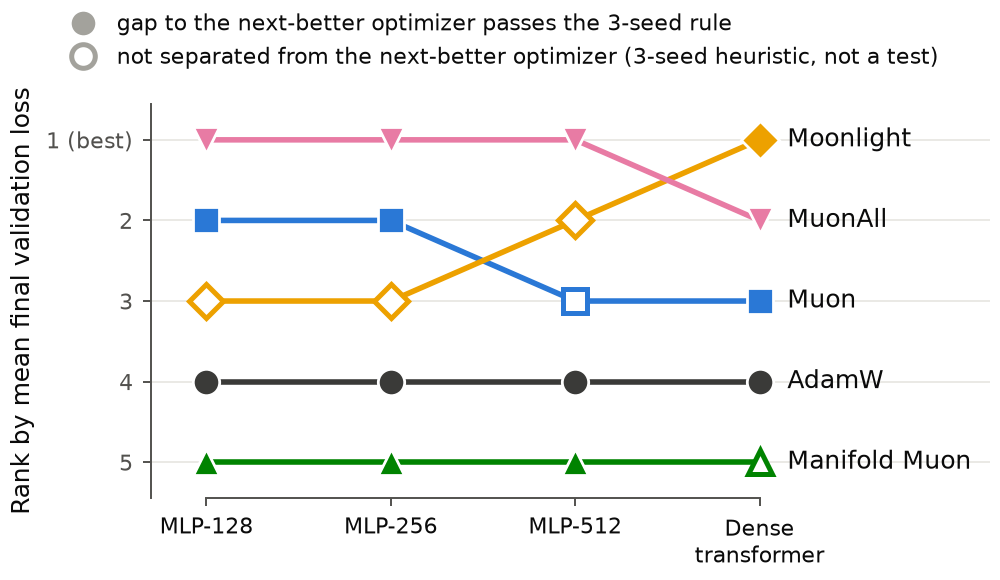 gap to the next-better optimizer passes the 3-seed rule
not separated from the next-better optimizer (3-seed heuristic, not a test)
Rank by mean final validation loss
1 (best)
2
3
4
5
Moonlight
MuonAll
Muon
AdamW
Manifold Muon
MLP-128
MLP-256
MLP-512
Dense
transformer